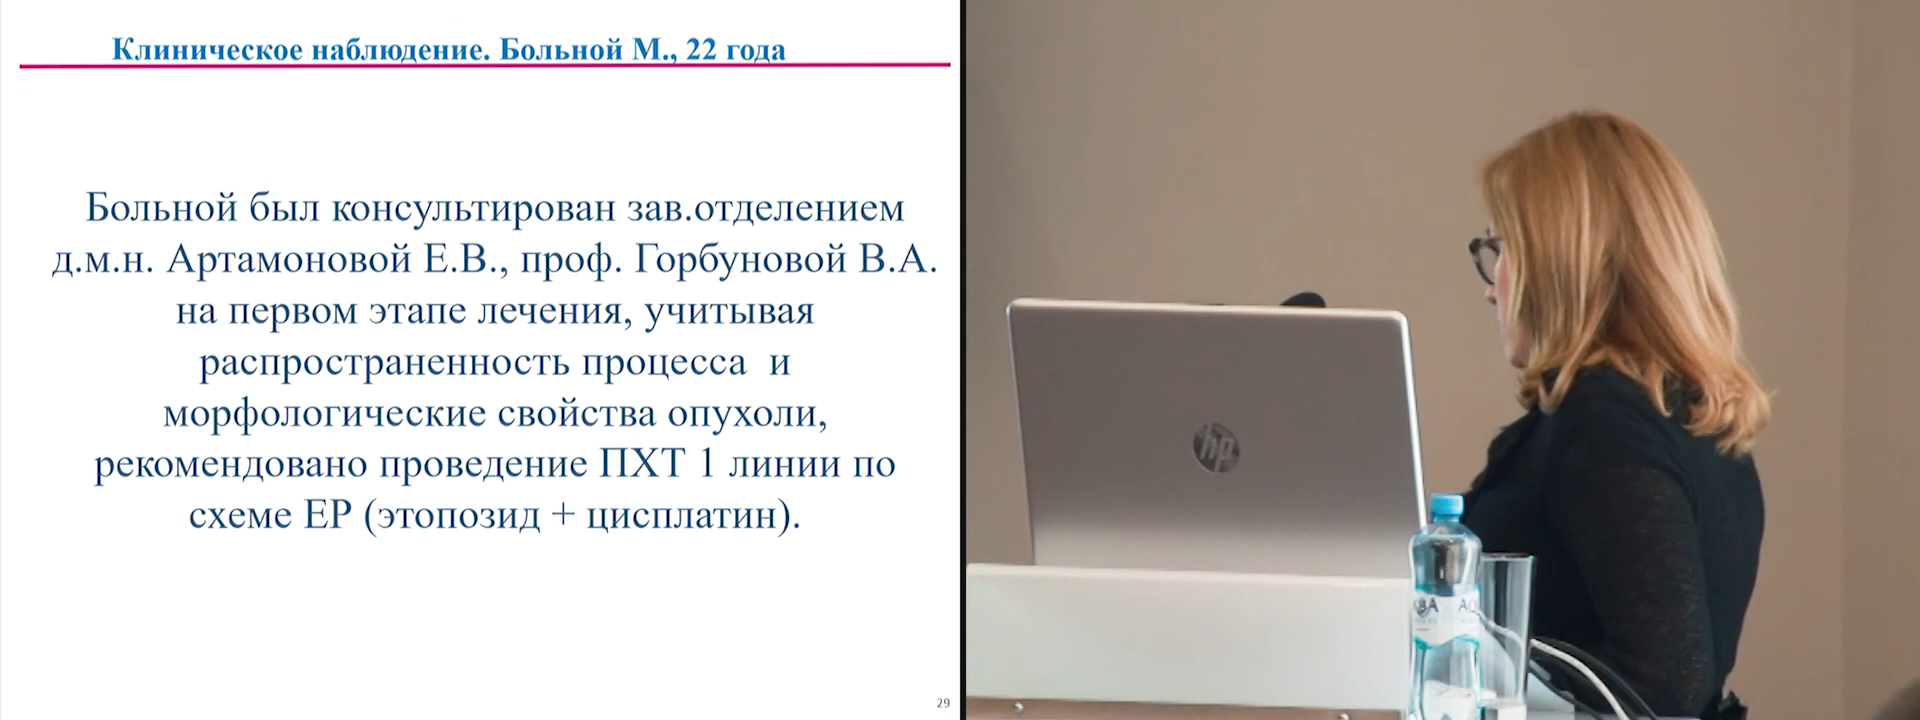 Клиническое наблюдение. Больной М., 22 года
Больной был консультирован зав.отделением
д.м.н. Артамоновой Е.В., проф. Горбуновой В.А.
на первом этапе лечения, учитывая
распространенность процесса и
морфологические свойства опухоли,
рекомендовано проведение ПХТ 1 линии по
схеме ЕР (этопозид + цисплатин).
29
hp